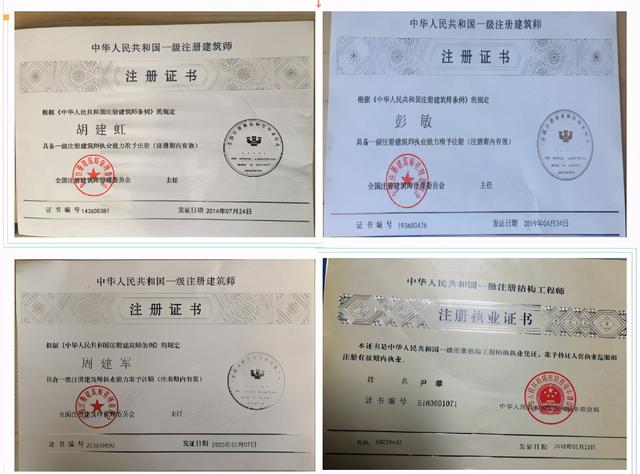 中华人民共和国一级注册建筑师
注册证书
根据《中华人民共和国注册建筑师条例》的规定
胡建虹
具备一级注册建筑师执业能力准予注册（注册期内有效）
全国注册建筑师管理委员会 主任
证书编号 143600381 发证日期 2014年07月24日
中华人民共和国一级注册建筑师
注册证书
根据《中华人民共和国注册建筑师条例》的规定
彭敏
具备一级注册建筑师执业能力准予注册（注册期内有效）
全国注册建筑师管理委员会 主任
证书编号 193600476 发证日期 2019年04月24日
中华人民共和国一级注册建筑师
注册证书
根据《中华人民共和国注册建筑师条例》的规定
周建军
具备一级注册建筑师执业能力准予注册（注册期内有效）
全国注册建筑师管理委员会 主任
证书编号 发证日期 2020年02月07日
中华人民共和国一级注册结构工程师
注册执业证书
本证书是中华人民共和国一级注册结构工程师的执业凭证，准予持证人在执业范围和
注册有效期内执业。
姓名 尹
证书编号 S183601071
中华人民共和国
NO. 发证日期